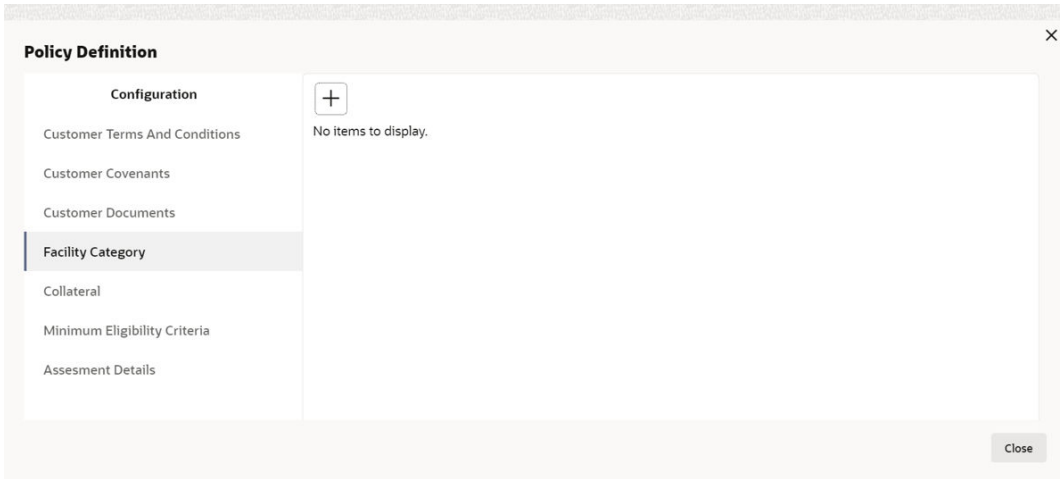 Policy Definition
Configuration
Customer Terms And Conditions
Customer Covenants
Customer Documents
Facility Category
Collateral
Minimum Eligibility Criteria
Assesment Details
No items to display.
Close